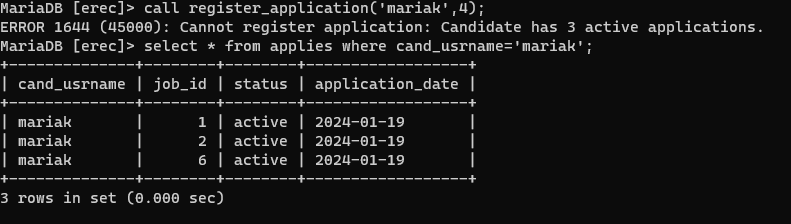 MariaDB [erec]> call register_application('mariak',4);
ERROR 1644 (45000): Cannot register application: Candidate has 3 active applications.
MariaDB [erec]> select * from applies where cand_usrname='mariak';
+--------------+--------+--------+------------------+
| cand_usrname | job_id | status | application_date |
+--------------+--------+--------+------------------+
| mariak       |      1 | active | 2024-01-19       |
| mariak       |      2 | active | 2024-01-19       |
| mariak       |      6 | active | 2024-01-19       |
+--------------+--------+--------+------------------+
3 rows in set (0.000 sec)